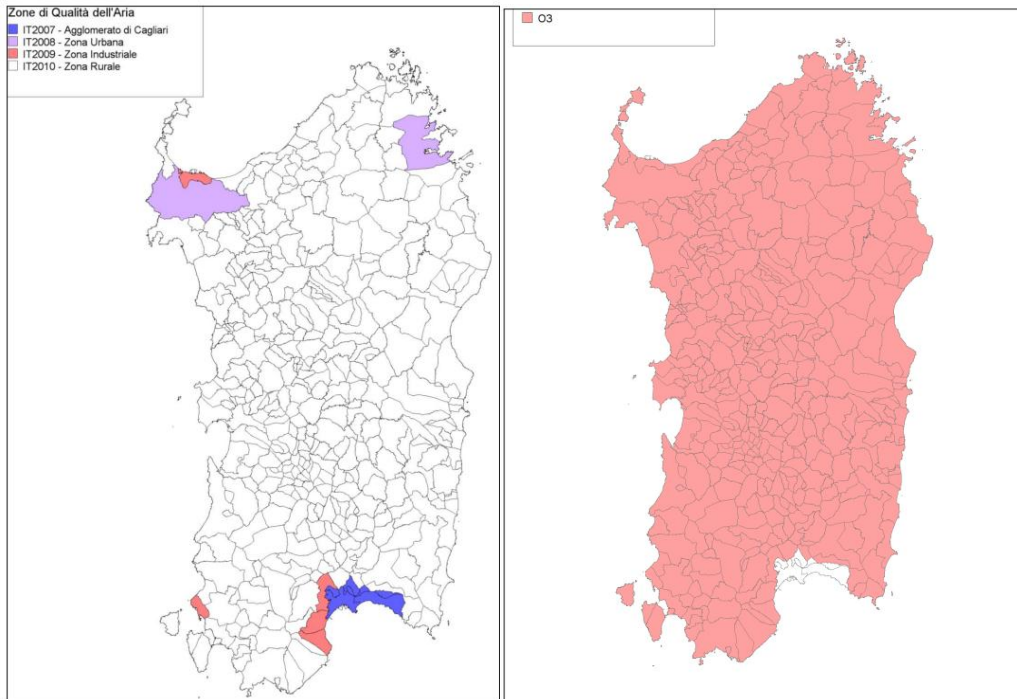 Zone di Qualità dell'Aria
IT2007 - Agglomerato di Cagliari
IT2008 - Zona Urbana
IT2009 - Zona Industriale
IT2010 - Zona Rurale
O3